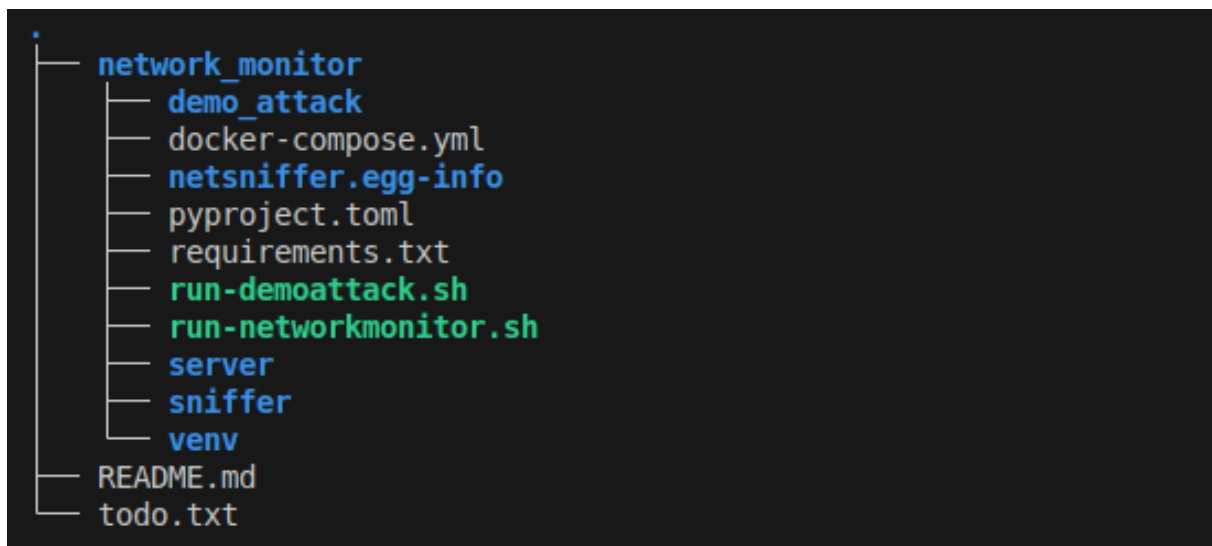 .
├── network_monitor
│   ├── demo_attack
│   ├── docker-compose.yml
│   ├── netsniffer.egg-info
│   ├── pyproject.toml
│   ├── requirements.txt
│   ├── run-demoattack.sh
│   ├── run-networkmonitor.sh
│   ├── server
│   ├── sniffer
│   └── venv
├── README.md
└── todo.txt